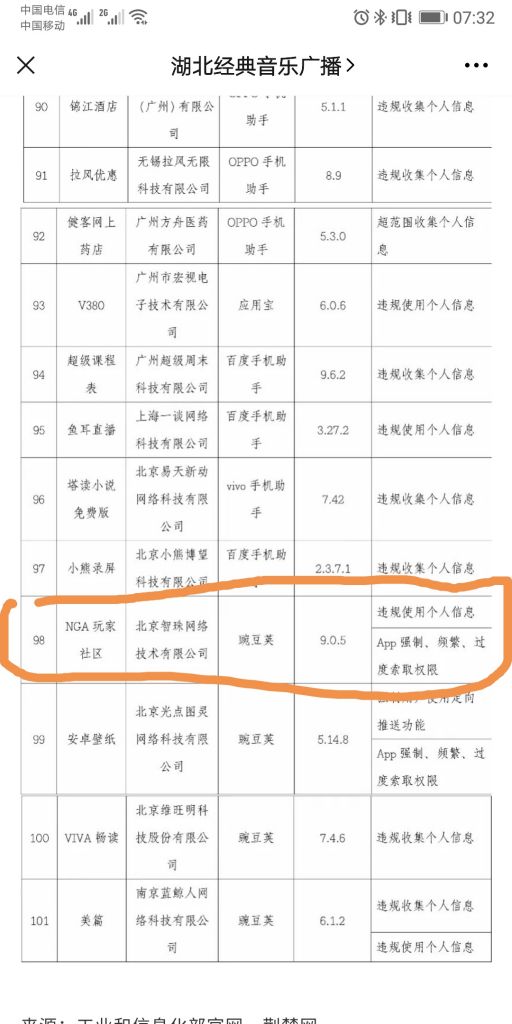 中国电信 4G 2G 07:32
中国移动
湖北经典音乐广播
90 锦江酒店 (广州)有限公司 助手 5.1.1 违规收集个人信息
91 拉风优惠 无锡拉风无限科技有限公司 OPPO 手机助手 8.9 违规收集个人信息
92 健客网上药店 广州方舟医药有限公司 OPPO 手机助手 5.3.0 超范围收集个人信息
93 V380 广州市宏视电子技术有限公司 应用宝 6.0.6 违规使用个人信息
94 超级课程表 广州超级周末科技有限公司 百度手机助手 9.6.2 违规收集个人信息
95 鱼耳直播 上海一谈网络科技有限公司 百度手机助手 3.27.2 违规使用个人信息
96 塔读小说免费版 北京易天新动网络科技有限公司 vivo 手机助手 7.42 违规收集个人信息
97 小熊录屏 北京小熊博望科技有限公司 百度手机助手 2.3.7.1 违规收集个人信息
98 NGA 玩家社区 北京智珠网络技术有限公司 豌豆荚 9.0.5 违规使用个人信息
App 强制、频繁、过度索取权限
99 安卓壁纸 北京光点图灵网络科技有限公司 豌豆荚 5.14.8 使用定向推送功能
App 强制、频繁、过度索取权限
100 VIVA 畅读 北京维旺明科技股份有限公司 豌豆荚 7.4.6 违规收集个人信息
101 美篇 南京蓝鲸人网络科技有限公司 豌豆荚 6.1.2 违规收集个人信息
违规使用个人信息
来源：工业和信息化部官网、荆楚网